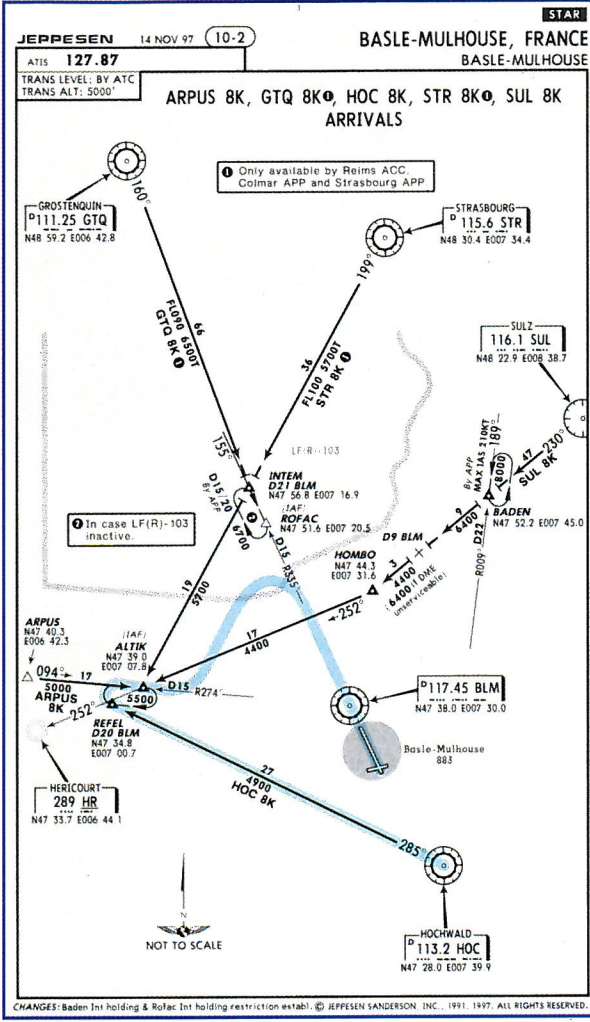 STAR
JEPPESEN 14 NOV 97 10-2 BASLE-MULHOUSE, FRANCE
ATIS 127.87 BASLE-MULHOUSE
TRANS LEVEL: BY ATC
TRANS ALT: 5000'
ARPUS 8K, GTQ 8K❶, HOC 8K, STR 8K❶, SUL 8K
ARRIVALS
❶ Only available by Reims ACC,
Colmar APP and Strasbourg APP
160°
GROSTENQUIN
D 111.25 GTQ
N48 59.2 E006 42.8
STRASBOURG
D 115.6 STR
N48 30.4 E007 34.4
199°
66
FL090 6500T
GTQ 8K ❶
36
FL100 5700T
STR 8K ❶
SULZ
116.1 SUL
N48 22.9 E008 38.7
230°
47
SUL 8K
189°
8000
By APP
MAX IAS 210KT
155°
LF(R)-103
INTEM
D21 BLM
N47 56.8 E007 16.9
(IAF)
ROFAC
N47 51.6 E007 20.5
D15/20
By APP
❷
6700
D15 R335°
❷ In case LF(R)-103
inactive.
BADEN
N47 52.2 E007 45.0
9
6400
R009° D22
D9 BLM
3
4400
(6400 if DME
unserviceable)
HOMBO
N47 44.3
E007 31.6
252°
17
4400
19
5700
ARPUS
N47 40.3
E006 42.3
(IAF)
ALTIK
N47 39.0
E007 07.8
094° 17
5000
ARPUS
8K
D15 R274°
5500
252°
REFEL
D20 BLM
N47 34.8
E007 00.7
D 117.45 BLM
N47 38.0 E007 30.0
Basle-Mulhouse
883
HERICOURT
289 HR
N47 33.7 E006 44.1
27
4900
HOC 8K
285°
HOCHWALD
D 113.2 HOC
N47 28.0 E007 39.9
N
NOT TO SCALE
CHANGES: Baden Int holding & Rofac Int holding restriction establ. © JEPPESEN SANDERSON, INC., 1991, 1997. ALL RIGHTS RESERVED.